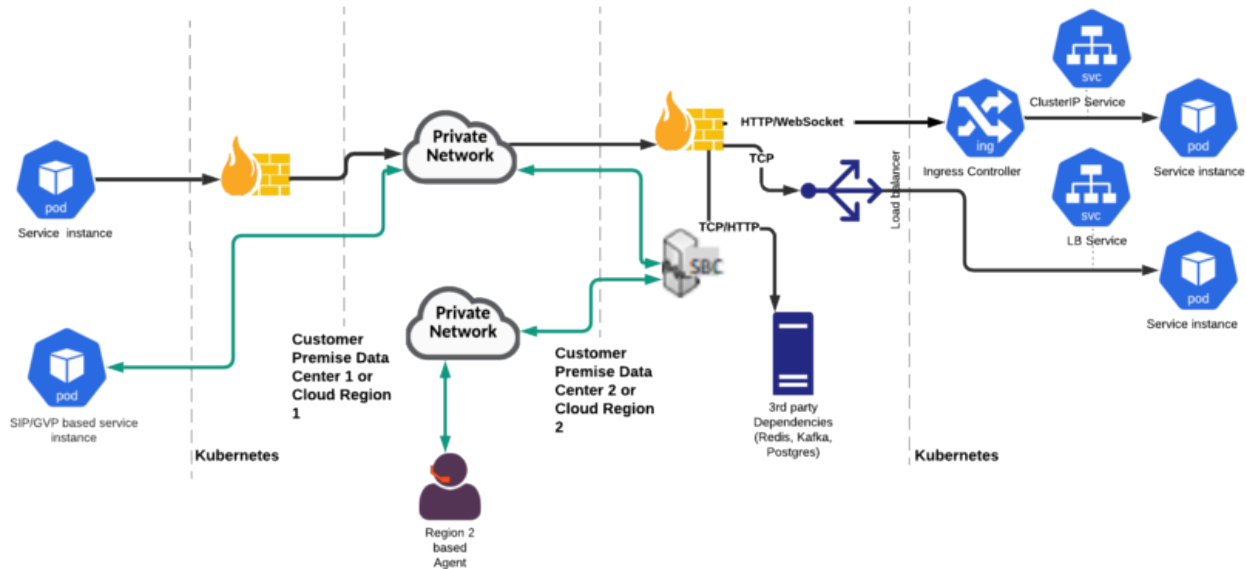 svc
ClusterIP Service
Private
Network
HTTP/WebSocket
ing
Ingress Controller
pod
Service instance
pod
Service instance
TCP
Load balancer
svc
LB Service
TCP/HTTP
SBC
pod
Service instance
Private
Network
Customer
Premise Data
Center 1 or
Cloud Region
1
Customer
Premise Data
Center 2 or
Cloud Region
2
pod
SIP/GVP based service
instance
3rd party
Dependencies
(Redis, Kafka,
Postgres)
Kubernetes
Kubernetes
Region 2
based
Agent